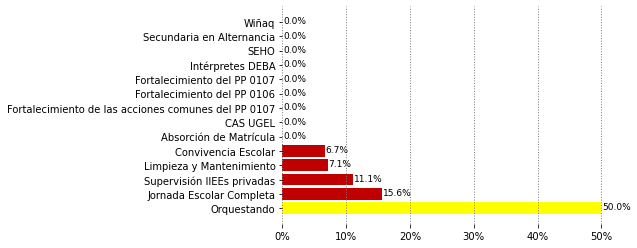 Wiñaq 0.0%
Secundaria en Alternancia 0.0%
SEHO 0.0%
Intérpretes DEBA 0.0%
Fortalecimiento del PP 0107 0.0%
Fortalecimiento del PP 0106 0.0%
Fortalecimiento de las acciones comunes del PP 0107 0.0%
CAS UGEL 0.0%
Absorción de Matrícula 0.0%
Convivencia Escolar 6.7%
Limpieza y Mantenimiento 7.1%
Supervisión IIEEs privadas 11.1%
Jornada Escolar Completa 15.6%
Orquestando 50.0%
0% 10% 20% 30% 40% 50%